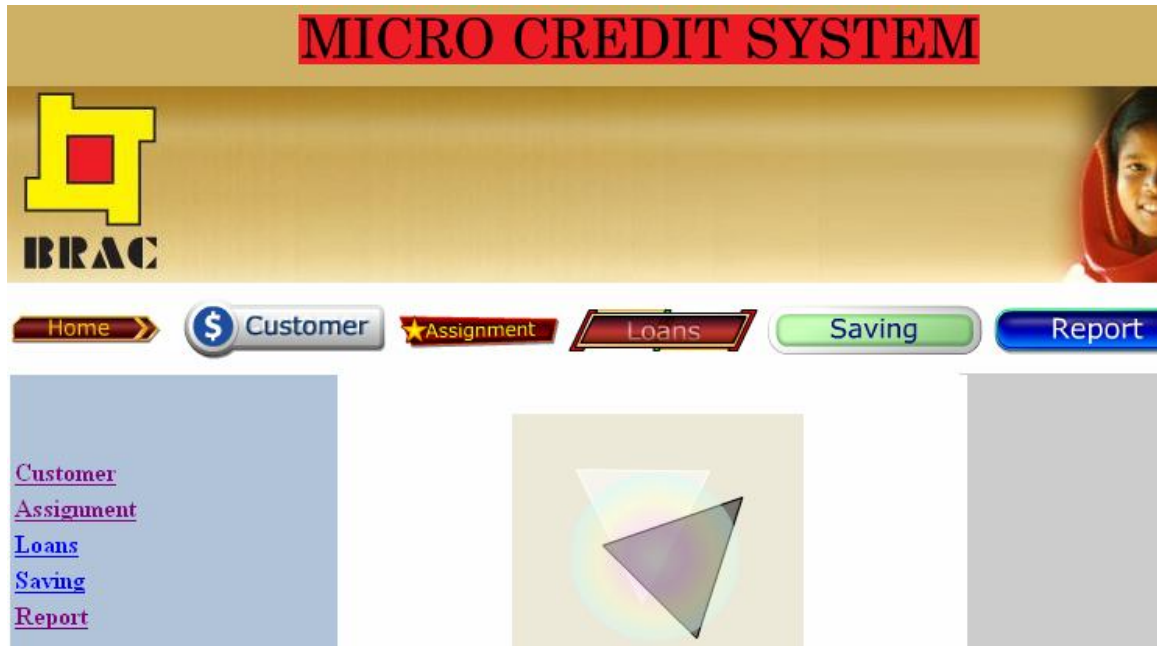 MICRO CREDIT SYSTEM
BRAC
Home $ Customer Assignment Loans Saving Report
Customer
Assignment
Loans
Saving
Report